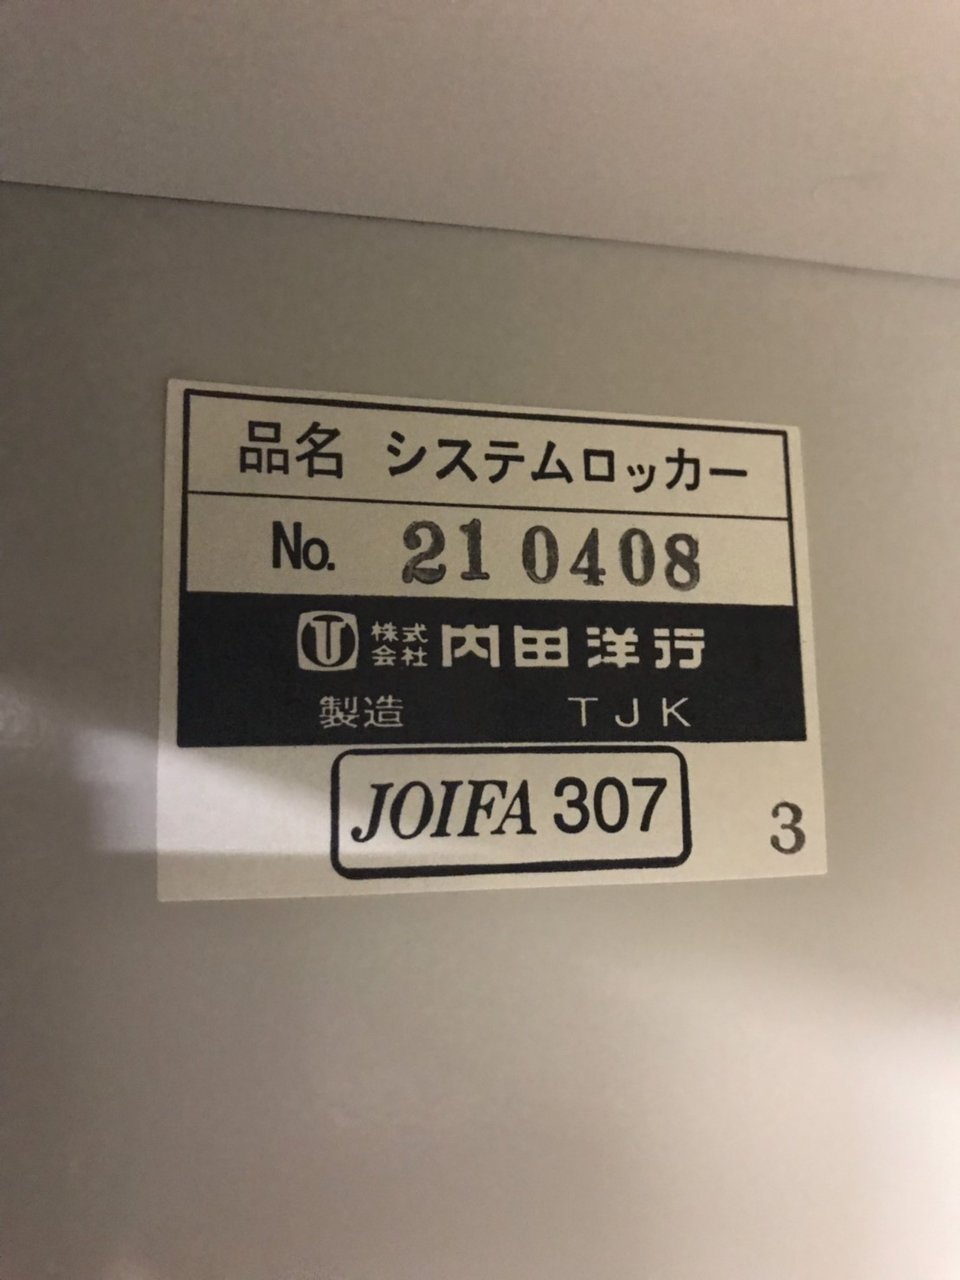 品名 システムロッカー
No. 21 0408
株式会社 内田洋行
製造 TJK
JOIFA 307
3